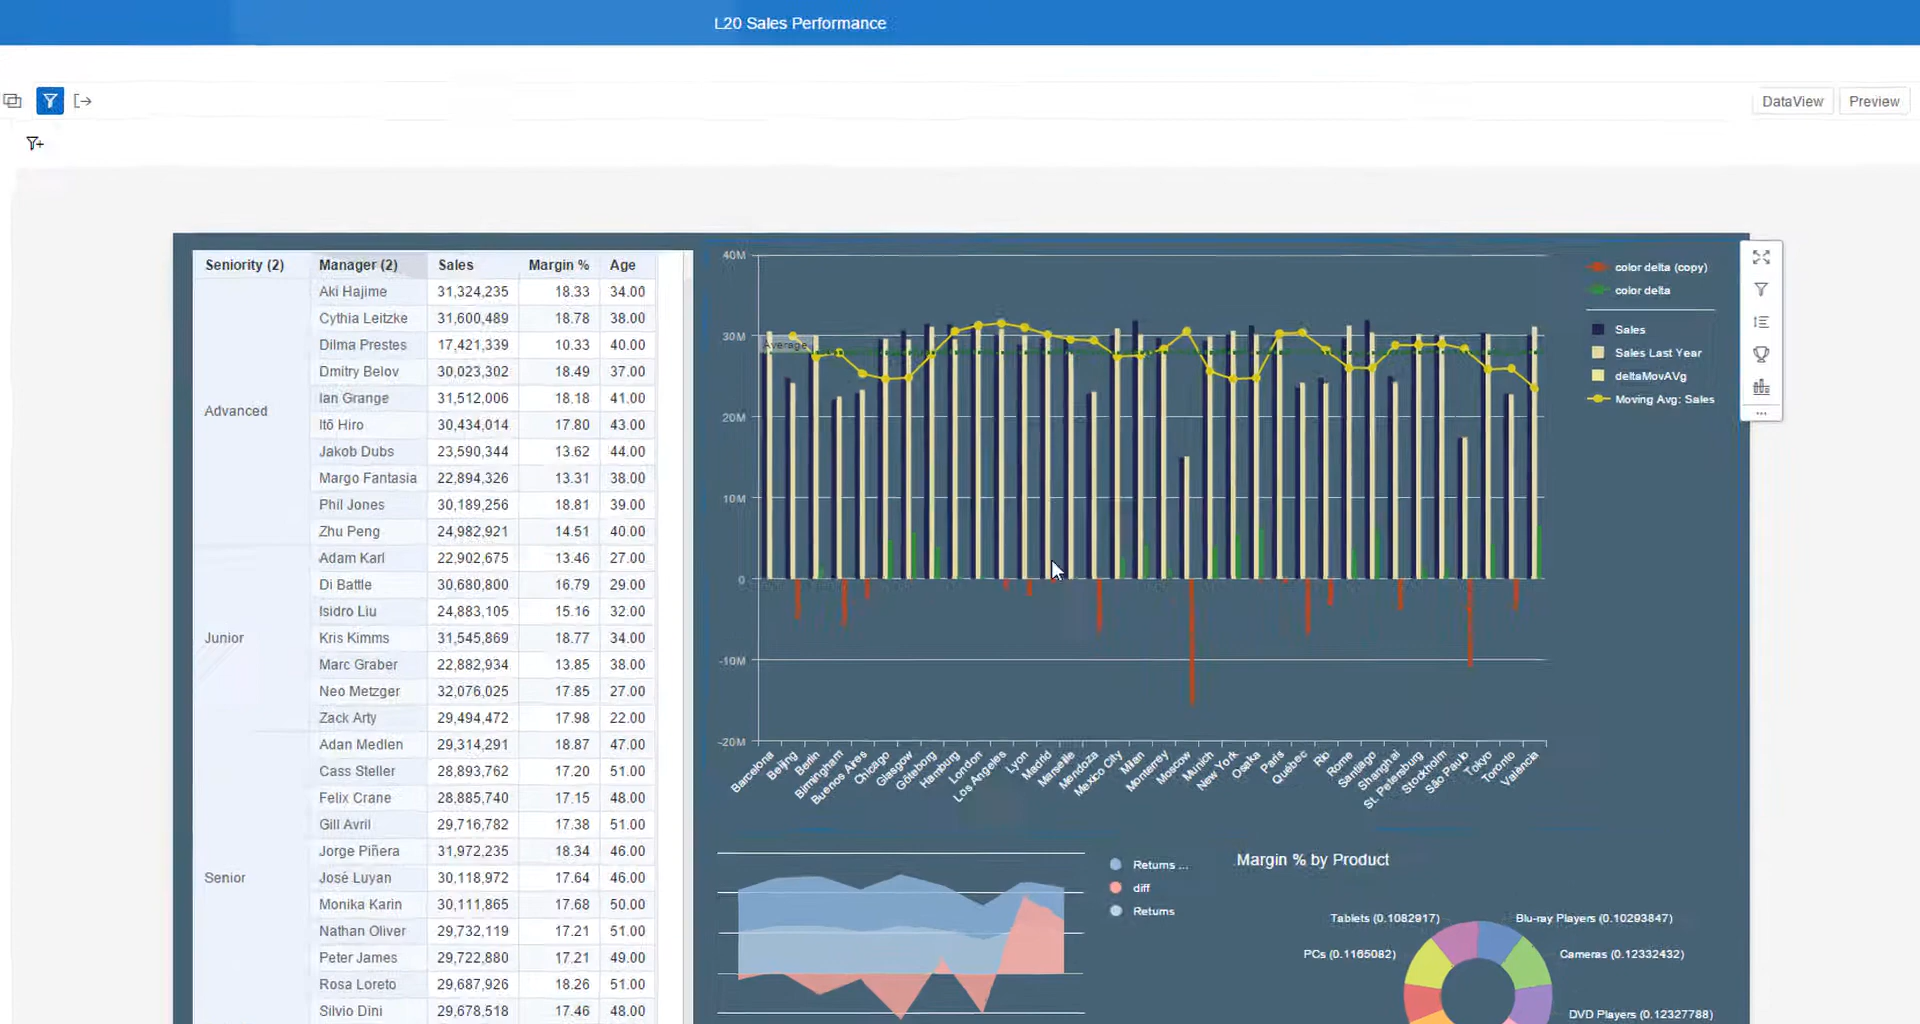 L20 Sales Performance
DataView Preview
Seniority (2) Manager (2) Sales Margin % Age
Advanced
Aki Hajime 31,324,235 18.33 34.00
Cythia Leitzke 31,600,489 18.78 38.00
Dilma Prestes 17,421,339 10.33 40.00
Dmitry Belov 30,023,302 18.49 37.00
Ian Grange 31,512,006 18.18 41.00
Itō Hiro 30,434,014 17.80 43.00
Jakob Dubs 23,590,344 13.62 44.00
Margo Fantasia 22,894,326 13.31 38.00
Phil Jones 30,189,256 18.81 39.00
Zhu Peng 24,982,921 14.51 40.00
Junior
Adam Karl 22,902,675 13.46 27.00
Di Battle 30,680,800 16.79 29.00
Isidro Liu 24,883,105 15.16 32.00
Kris Kimms 31,545,869 18.77 34.00
Marc Graber 22,882,934 13.85 38.00
Neo Metzger 32,076,025 17.85 27.00
Zack Arty 29,494,472 17.98 22.00
Senior
Adan Medlen 29,314,291 18.87 47.00
Cass Steller 28,893,762 17.20 51.00
Felix Crane 28,885,740 17.15 48.00
Gill Avril 29,716,782 17.38 51.00
Jorge Piñera 31,972,235 18.34 46.00
José Luyan 30,118,972 17.64 46.00
Monika Karin 30,111,865 17.68 50.00
Nathan Oliver 29,732,119 17.21 51.00
Peter James 29,722,880 17.21 49.00
Rosa Loreto 29,687,926 18.26 51.00
Silvio Dini 29,678,518 17.46 48.00
40M
30M
Average
20M
10M
0
-10M
-20M
Barcelona
Beijing
Berlin
Birmingham
Buenos Aires
Chicago
Glasgow
Göteborg
Hamburg
London
Los Angeles
Lyon
Madrid
Marseille
Mendoza
Mexico City
Milan
Monterrey
Moscow
Munich
New York
Osaka
Paris
Québec
Rio
Rome
Santiago
Shanghai
St. Petersburg
Stockholm
São Paulo
Tokyo
Toronto
València
color delta (copy)
color delta
Sales
Sales Last Year
deltaMovAVg
Moving Avg: Sales
Returns ...
diff
Returns
Margin % by Product
Tablets (0.1082917)
Blu-ray Players (0.10293847)
PCs (0.1165082)
Cameras (0.12332432)
DVD Players (0.12327788)